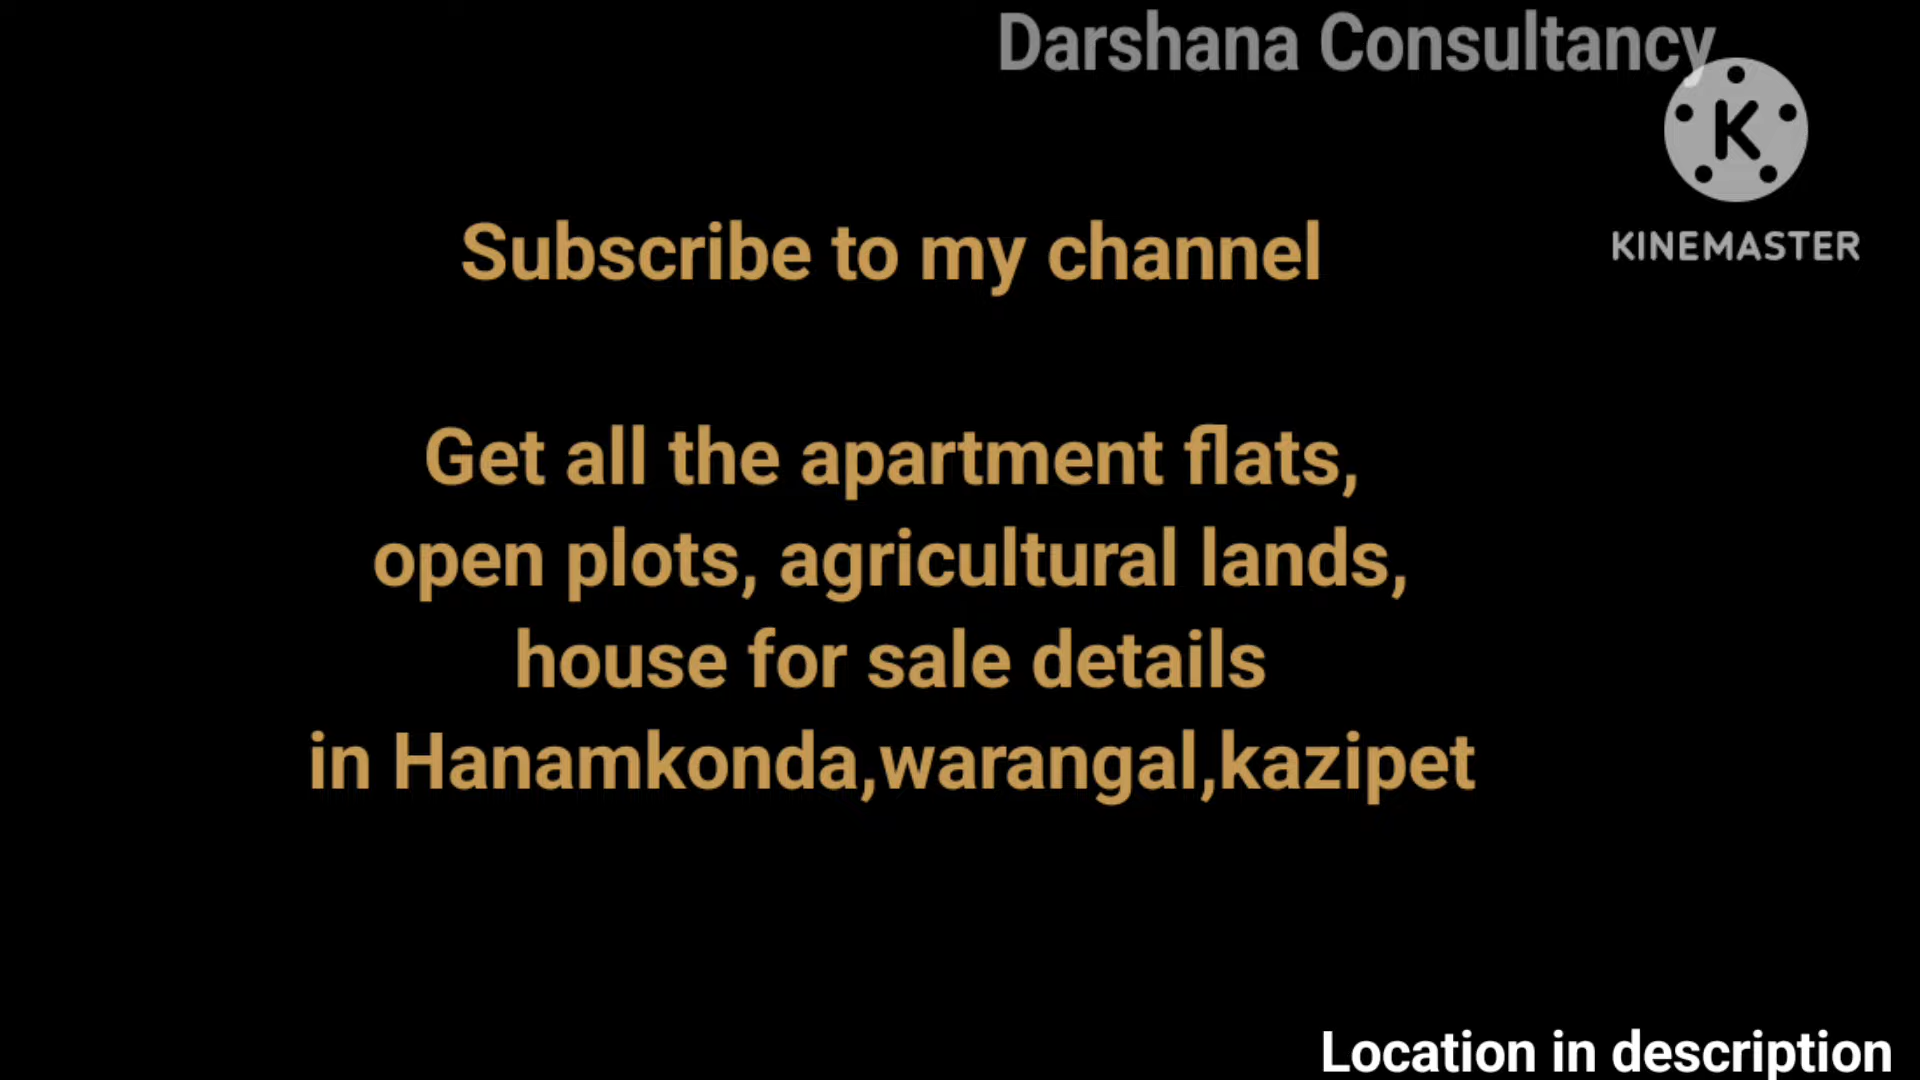 Darshana Consultancy
K
KINEMASTER
Subscribe to my channel
Get all the apartment flats,
open plots, agricultural lands,
house for sale details
in Hanamkonda,warangal,kazipet
Location in description